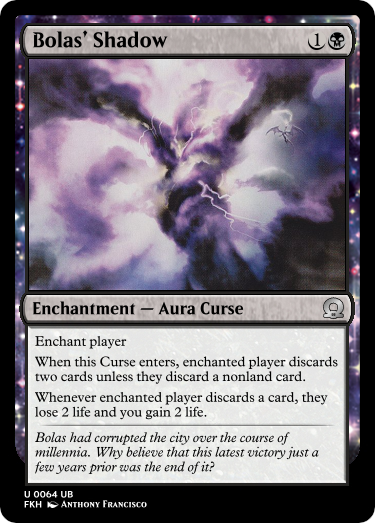 Bolas' Shadow 1
Enchantment — Aura Curse
Enchant player
When this Curse enters, enchanted player discards
two cards unless they discard a nonland card.
Whenever enchanted player discards a card, they
lose 2 life and you gain 2 life.
Bolas had corrupted the city over the course of
millennia. Why believe that this latest victory just a
few years prior was the end of it?
U 0064 UB
FKH Anthony Francisco